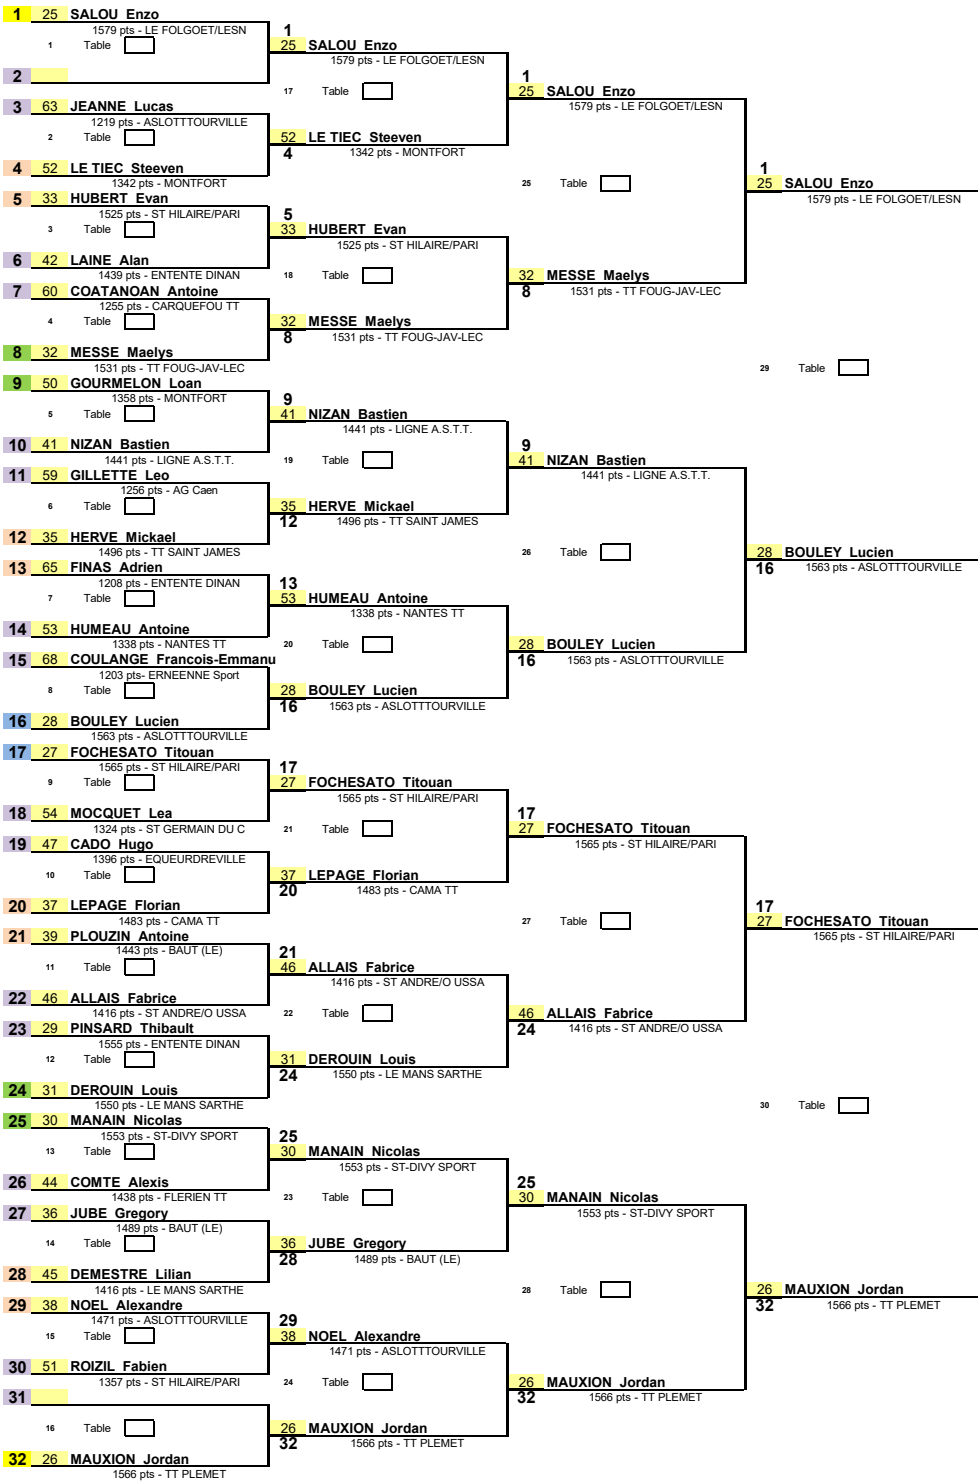 1 25 SALOU Enzo
1579 pts - LE FOLGOET/LESN
1 Table
2
3 63 JEANNE Lucas
1219 pts - ASLOTTTOURVILLE
2 Table
4 52 LE TIEC Steeven
1342 pts - MONTFORT
5 33 HUBERT Evan
1525 pts - ST HILAIRE/PARI
3 Table
6 42 LAINE Alan
1439 pts - ENTENTE DINAN
7 60 COATANOAN Antoine
1255 pts - CARQUEFOU TT
4 Table
8 32 MESSE Maelys
1531 pts - TT FOUG-JAV-LEC
9 50 GOURMELON Loan
1358 pts - MONTFORT
5 Table
10 41 NIZAN Bastien
1441 pts - LIGNE A.S.T.T.
11 59 GILLETTE Leo
1256 pts - AG Caen
6 Table
12 35 HERVE Mickael
1496 pts - TT SAINT JAMES
13 65 FINAS Adrien
1208 pts - ENTENTE DINAN
7 Table
14 53 HUMEAU Antoine
1338 pts - NANTES TT
15 68 COULANGE Francois-Emmanu
1203 pts- ERNEENNE Sport
8 Table
16 28 BOULEY Lucien
1563 pts - ASLOTTTOURVILLE
17 27 FOCHESATO Titouan
1565 pts - ST HILAIRE/PARI
9 Table
18 54 MOCQUET Lea
1324 pts - ST GERMAIN DU C
19 47 CADO Hugo
1396 pts - EQUEURDREVILLE
10 Table
20 37 LEPAGE Florian
1483 pts - CAMA TT
21 39 PLOUZIN Antoine
1443 pts - BAUT (LE)
11 Table
22 46 ALLAIS Fabrice
1416 pts - ST ANDRE/O USSA
23 29 PINSARD Thibault
1555 pts - ENTENTE DINAN
12 Table
24 31 DEROUIN Louis
1550 pts - LE MANS SARTHE
25 30 MANAIN Nicolas
1553 pts - ST-DIVY SPORT
13 Table
26 44 COMTE Alexis
1438 pts - FLERIEN TT
27 36 JUBE Gregory
1489 pts - BAUT (LE)
14 Table
28 45 DEMESTRE Lilian
1416 pts - LE MANS SARTHE
29 38 NOEL Alexandre
1471 pts - ASLOTTTOURVILLE
15 Table
30 51 ROIZIL Fabien
1357 pts - ST HILAIRE/PARI
31
16 Table
32 26 MAUXION Jordan
1566 pts - TT PLEMET
1
25 SALOU Enzo
1579 pts - LE FOLGOET/LESN
17 Table
52 LE TIEC Steeven
4 1342 pts - MONTFORT
5
33 HUBERT Evan
1525 pts - ST HILAIRE/PARI
18 Table
32 MESSE Maelys
8 1531 pts - TT FOUG-JAV-LEC
9
41 NIZAN Bastien
1441 pts - LIGNE A.S.T.T.
19 Table
35 HERVE Mickael
12 1496 pts - TT SAINT JAMES
13
53 HUMEAU Antoine
1338 pts - NANTES TT
20 Table
28 BOULEY Lucien
16 1563 pts - ASLOTTTOURVILLE
17
27 FOCHESATO Titouan
1565 pts - ST HILAIRE/PARI
21 Table
37 LEPAGE Florian
20 1483 pts - CAMA TT
21
46 ALLAIS Fabrice
1416 pts - ST ANDRE/O USSA
22 Table
31 DEROUIN Louis
24 1550 pts - LE MANS SARTHE
25
30 MANAIN Nicolas
1553 pts - ST-DIVY SPORT
23 Table
36 JUBE Gregory
28 1489 pts - BAUT (LE)
29
38 NOEL Alexandre
1471 pts - ASLOTTTOURVILLE
24 Table
26 MAUXION Jordan
32 1566 pts - TT PLEMET
1
25 SALOU Enzo
1579 pts - LE FOLGOET/LESN
25 Table
32 MESSE Maelys
8 1531 pts - TT FOUG-JAV-LEC
9
41 NIZAN Bastien
1441 pts - LIGNE A.S.T.T.
26 Table
28 BOULEY Lucien
16 1563 pts - ASLOTTTOURVILLE
17
27 FOCHESATO Titouan
1565 pts - ST HILAIRE/PARI
27 Table
46 ALLAIS Fabrice
24 1416 pts - ST ANDRE/O USSA
25
30 MANAIN Nicolas
1553 pts - ST-DIVY SPORT
28 Table
26 MAUXION Jordan
32 1566 pts - TT PLEMET
1
25 SALOU Enzo
1579 pts - LE FOLGOET/LESN
29 Table
28 BOULEY Lucien
16 1563 pts - ASLOTTTOURVILLE
17
27 FOCHESATO Titouan
1565 pts - ST HILAIRE/PARI
30 Table
26 MAUXION Jordan
32 1566 pts - TT PLEMET